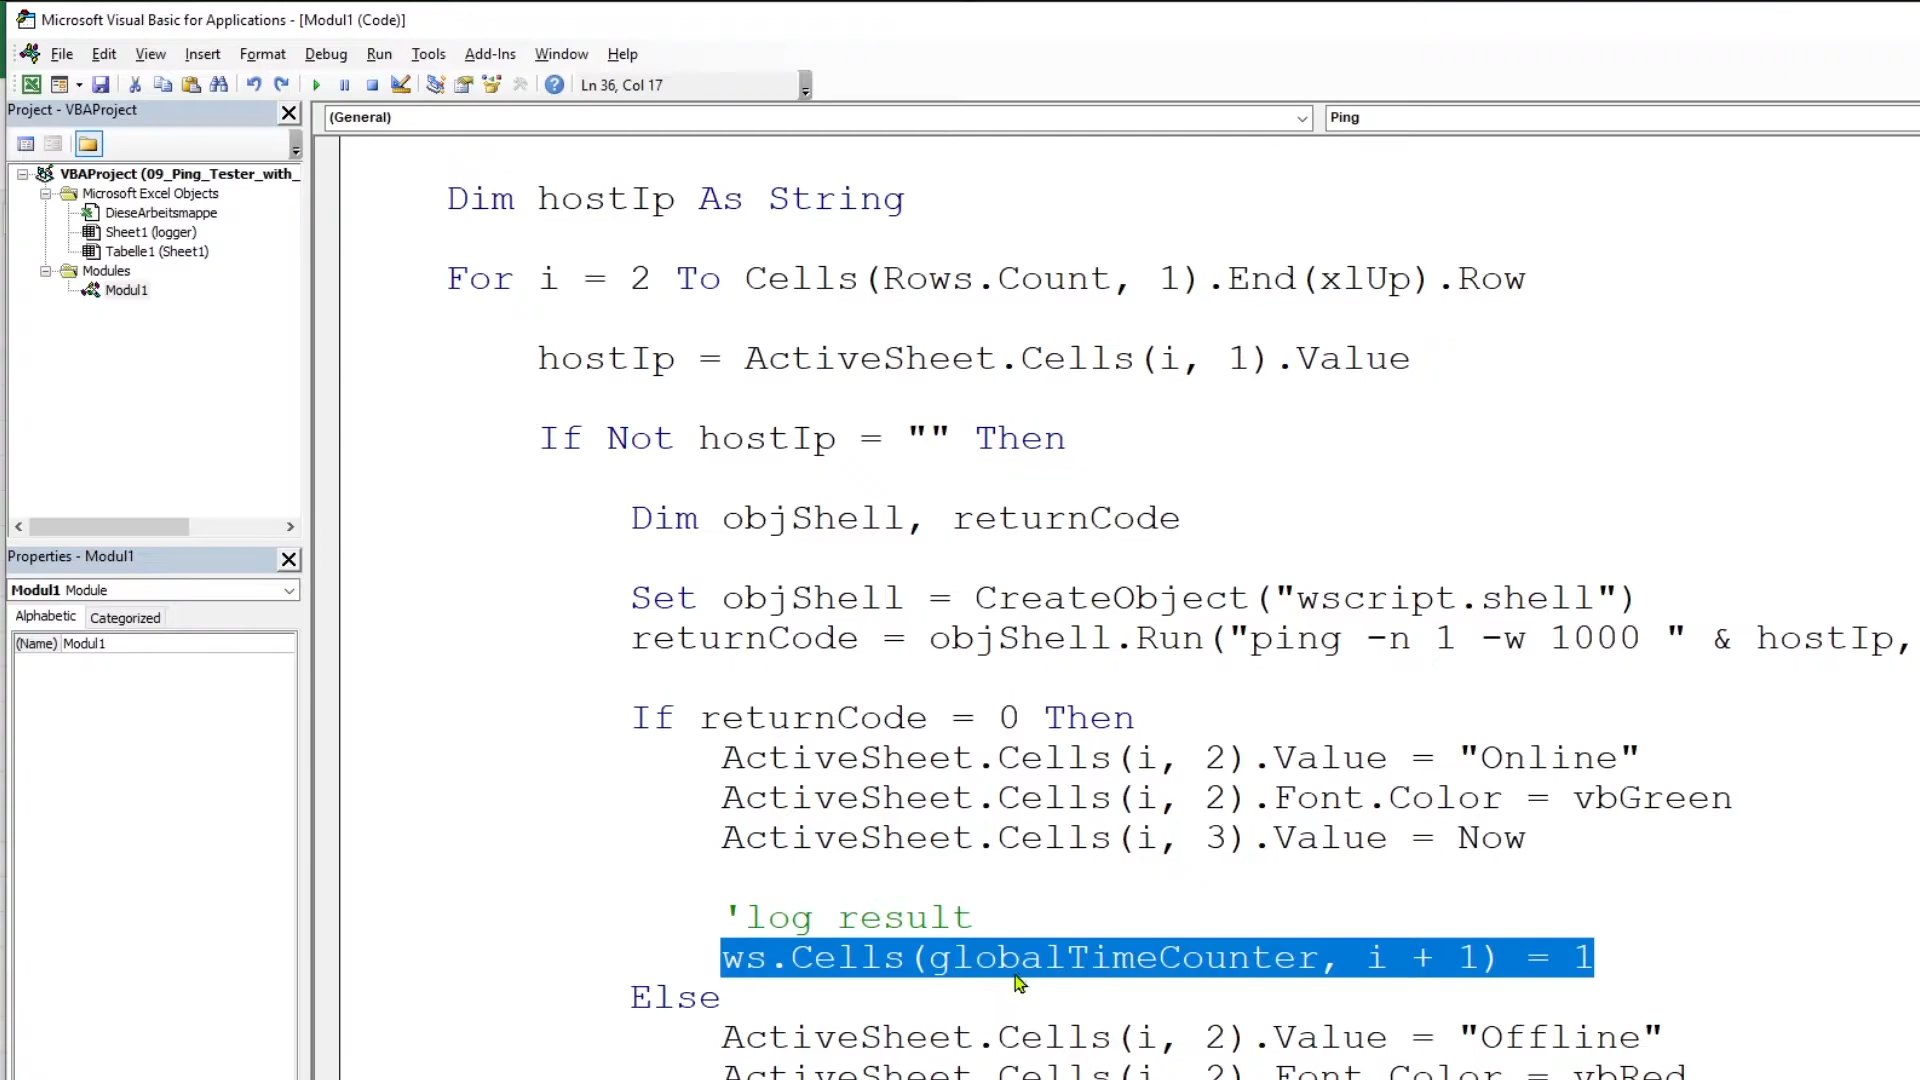 Microsoft Visual Basic for Applications - [Modul1 (Code)]
File Edit View Insert Format Debug Run Tools Add-Ins Window Help
Ln 36, Col 17
Project - VBAProject
(General)
Ping
VBAProject (09_Ping_Tester_with_
Microsoft Excel Objects
DieseArbeitsmappe
Sheet1 (logger)
Tabelle1 (Sheet1)
Modules
Modul1
Properties - Modul1
Modul1 Module
Alphabetic Categorized
(Name) Modul1
Dim hostIp As String
For i = 2 To Cells(Rows.Count, 1).End(xlUp).Row
hostIp = ActiveSheet.Cells(i, 1).Value
If Not hostIp = "" Then
Dim objShell, returnCode
Set objShell = CreateObject("wscript.shell")
returnCode = objShell.Run("ping -n 1 -w 1000 " & hostIp,
If returnCode = 0 Then
ActiveSheet.Cells(i, 2).Value = "Online"
ActiveSheet.Cells(i, 2).Font.Color = vbGreen
ActiveSheet.Cells(i, 3).Value = Now
'log result
ws.Cells(globalTimeCounter, i + 1) = 1
Else
ActiveSheet.Cells(i, 2).Value = "Offline"
ActiveSheet.Cells(i, 2).Font.Color = vbRed